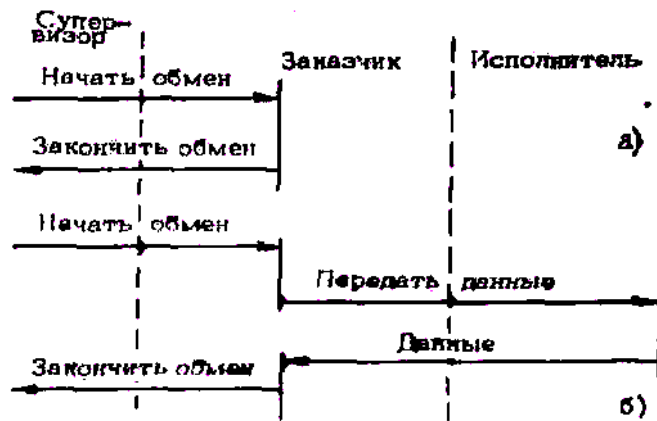 Супер-
визор
Заказчик
Исполнитель
Начать обмен
а)
Закончить обмен
Начать обмен
Передать данные
Данные
Закончить обмен
б)